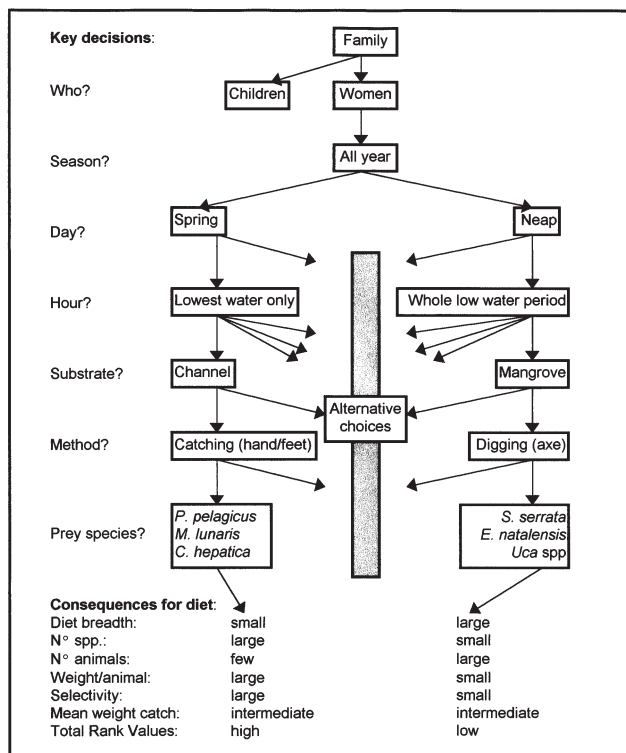 Key decisions:
Family
Who?
Children
Women
Season?
All year
Day?
Spring
Neap
Hour?
Lowest water only
Whole low water period
Substrate?
Channel
Mangrove
Alternative
choices
Method?
Catching (hand/feet)
Digging (axe)
Prey species?
P. pelagicus
M. lunaris
C. hepatica
S. serrata
E. natalensis
Uca spp
Consequences for diet:
Diet breadth: small large
N° spp.: large small
N° animals: few large
Weight/animal: large small
Selectivity: large small
Mean weight catch: intermediate intermediate
Total Rank Values: high low